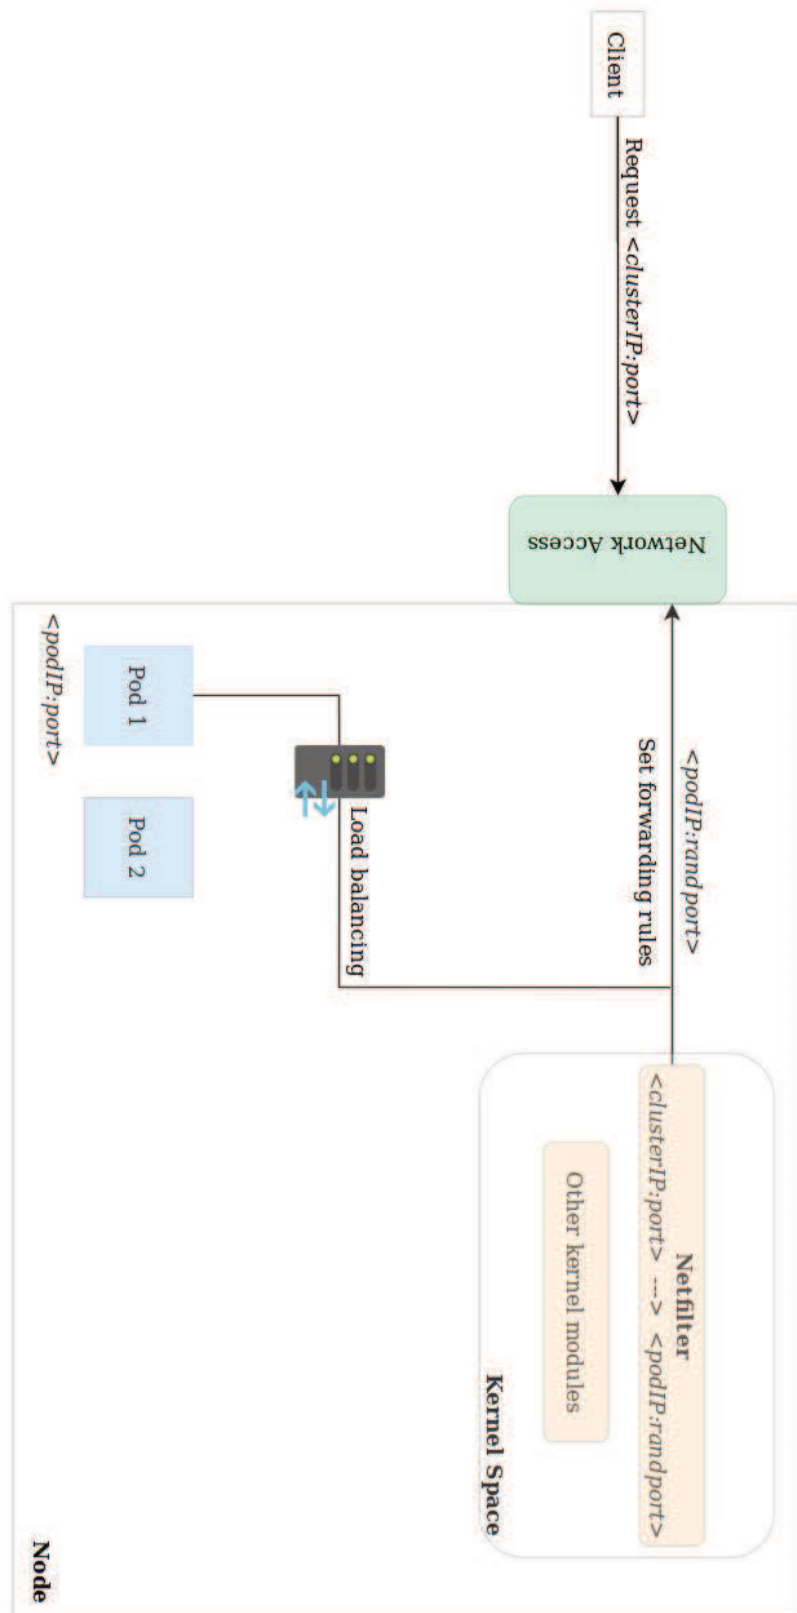 Client
Request <clusterIP:port>
Network Access
<podIP:randport>
Set forwarding rules
Netfilter
<clusterIP:port> ---> <podIP:randport>
Other kernel modules
Kernel Space
Load balancing
Pod 1
Pod 2
<podIP:port>
Node